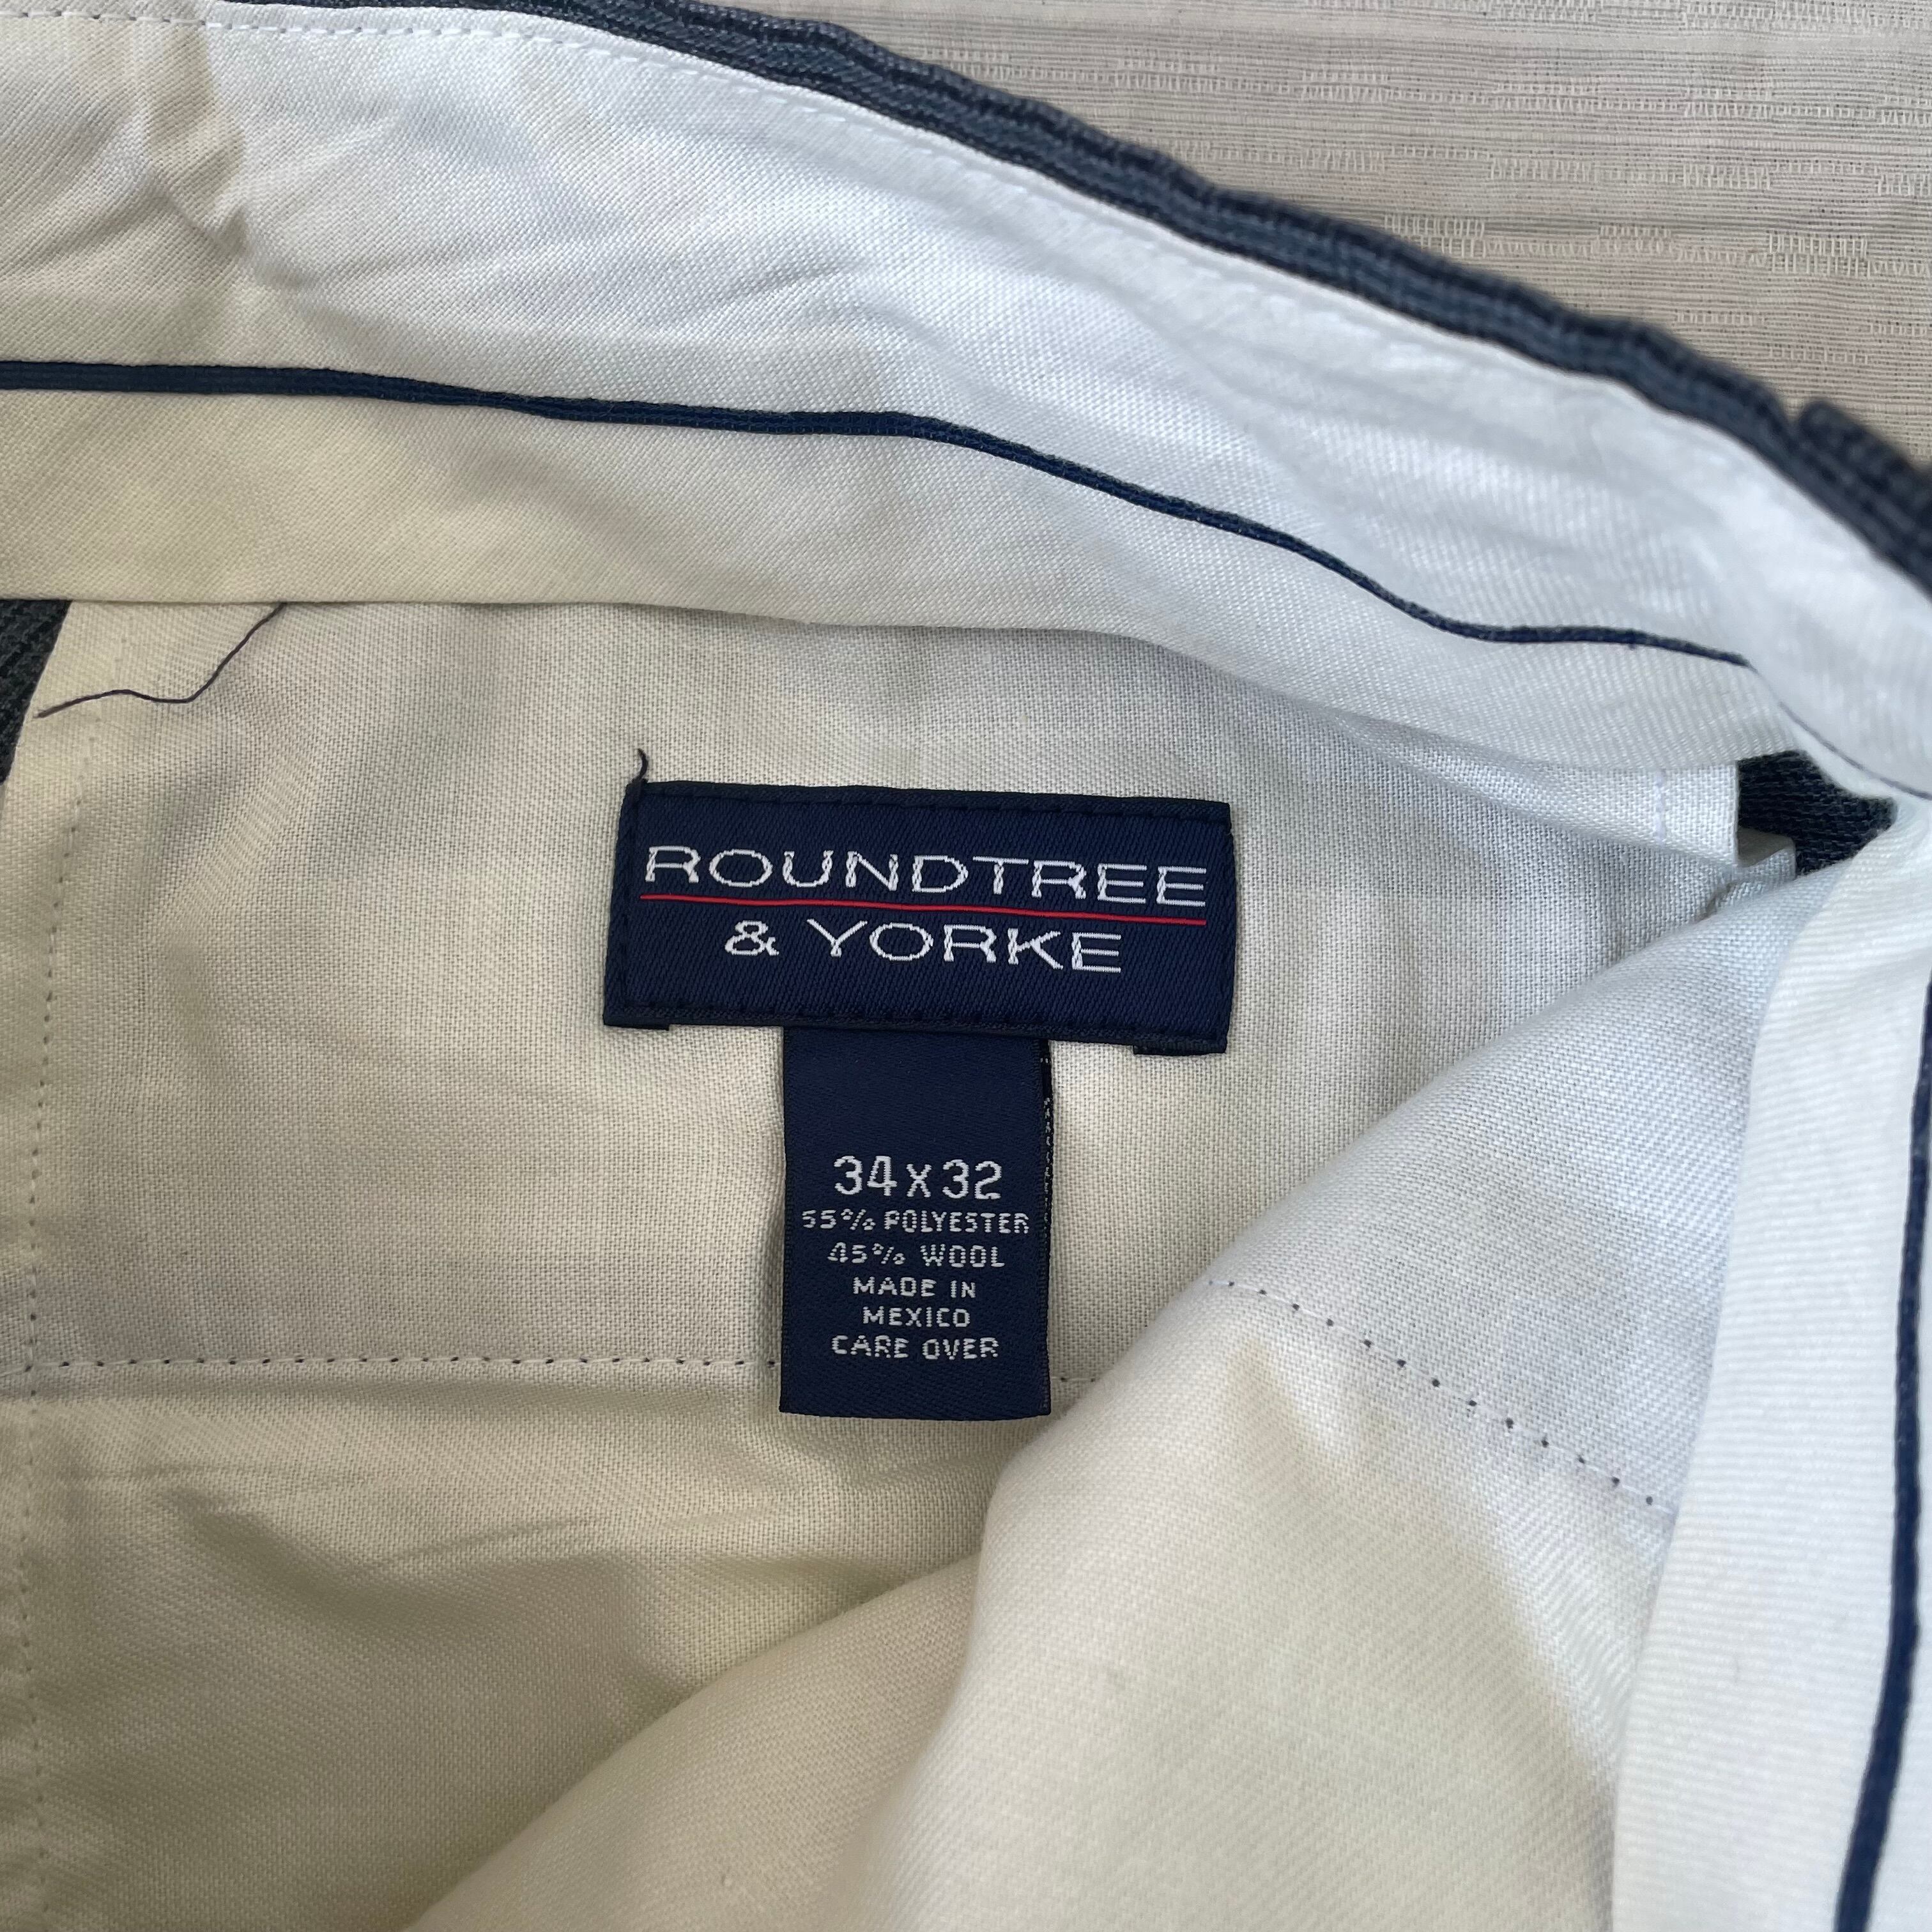 ROUNDTREE
& YORKE
34 X 32
55% POLYESTER
45% WOOL
MADE IN
MEXICO
CARE OVER